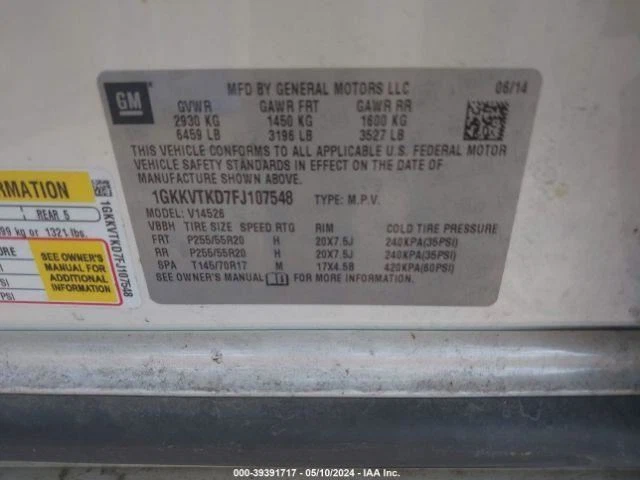 GM
MFD BY GENERAL MOTORS LLC 06/14
GVWR GAWR FRT GAWR RR
2930 KG 1450 KG 1600 KG
6459 LB 3196 LB 3527 LB
THIS VEHICLE CONFORMS TO ALL APPLICABLE U.S. FEDERAL MOTOR
VEHICLE SAFETY STANDARDS IN EFFECT ON THE DATE OF
MANUFACTURE SHOWN ABOVE.
1GKKVTKD7FJ107548 TYPE: M.P.V.
MODEL: V14526
VBBH TIRE SIZE SPEED RTG RIM COLD TIRE PRESSURE
FRT P255/55R20 H 20X7.5J 240KPA(35PSI)
RR P255/55R20 H 20X7.5J 240KPA(35PSI)
SPA T145/70R17 M 17X4.5B 420KPA(60PSI)
SEE OWNER'S MANUAL FOR MORE INFORMATION.
RMATION
REAR 5
99 kg or 1321 lbs.
SEE OWNER'S
MANUAL FOR
ADDITIONAL
INFORMATION
1GKKVTKD7FJ107548
000-39391717 - 05/10/2024 - IAA Inc.